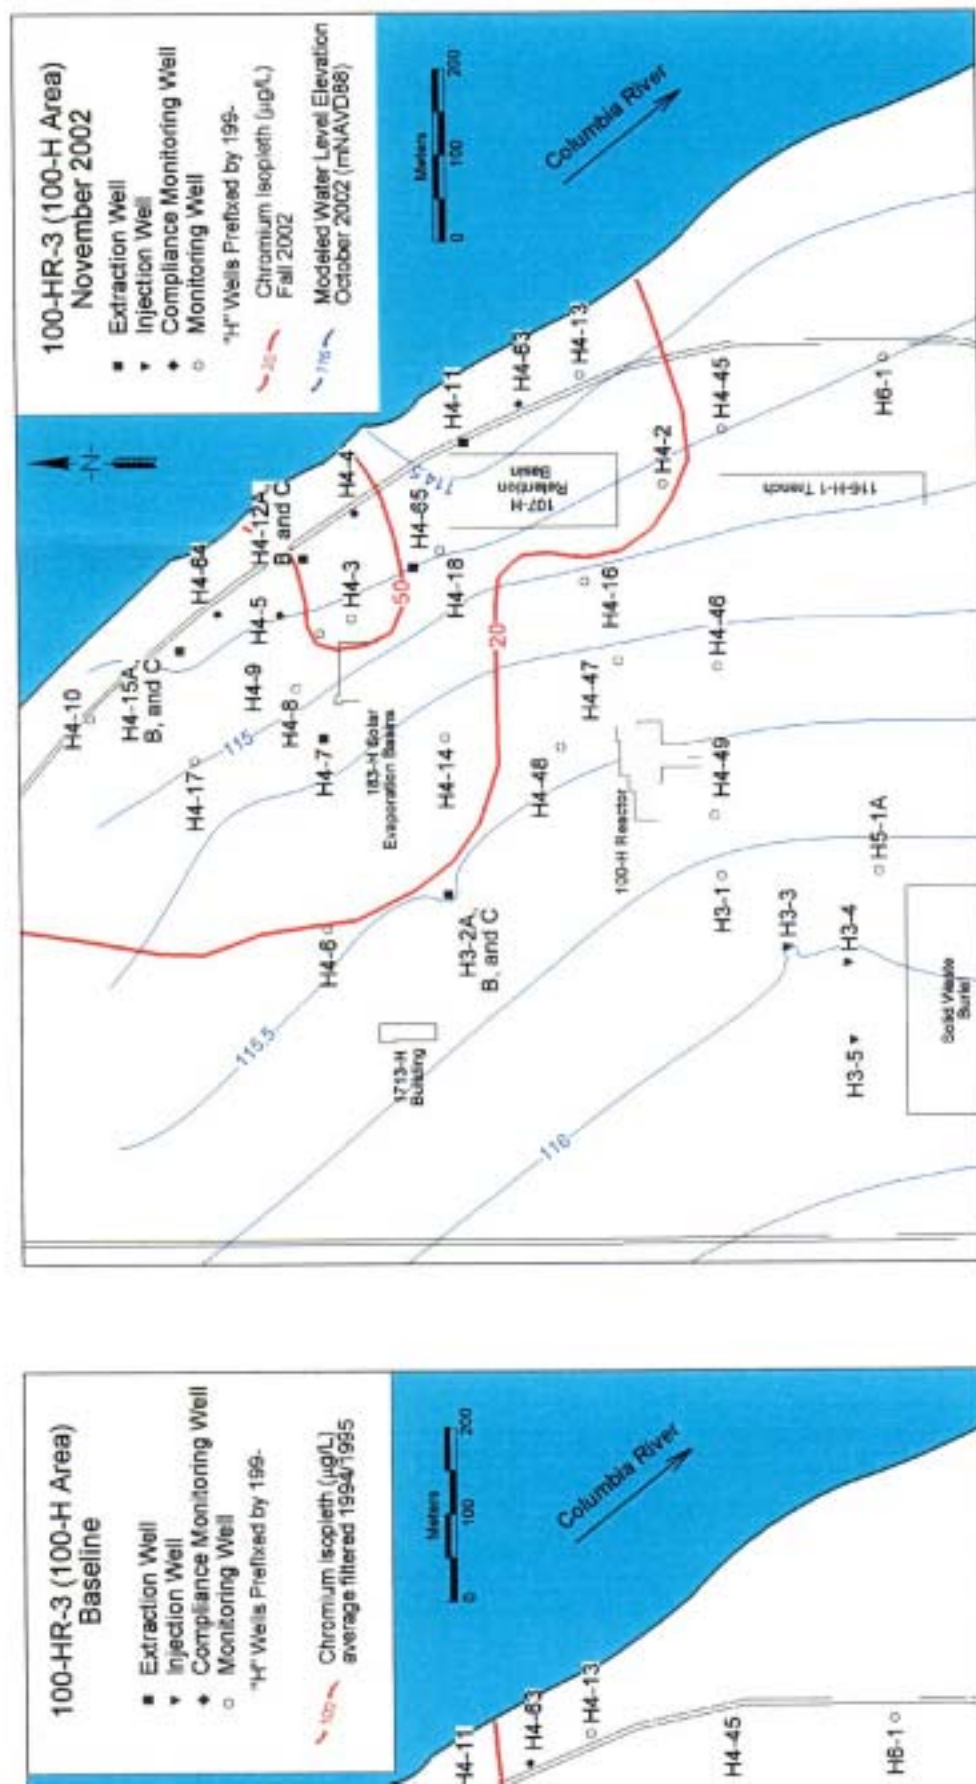 100-HR-3 (100-H Area)
November 2002
Extraction Well
Injection Well
Compliance Monitoring Well
Monitoring Well
"H" Wells Prefixed by 199-
20
Chromium Isopleth (µg/L)
Fall 2002
116
Modeled Water Level Elevation
October 2002 (mNAVD88)
Meters
0
100
200
Columbia River
-N-
H4-10
H4-15A,
B, and C
H4-64
H4-12A,
B, and C
H4-5
H4-4
H4-11
H4-63
H4-13
H4-17
H4-9
H4-8
H4-3
H4-65
H4-18
50
114.5
115
107-H
Retention
Basin
H4-2
H4-45
H6-1
116-H-1 Trench
H4-7
183-H Solar
Evaporation Basins
H4-14
20
H4-16
H4-47
H4-46
H4-48
H4-49
100-H Reactor
H4-6
H3-2A,
B, and C
H3-1
H5-1A
H3-3
H3-4
H3-5
115.5
1713-H
Building
116
Solid Waste
Burial
100-HR-3 (100-H Area)
Baseline
Extraction Well
Injection Well
Compliance Monitoring Well
Monitoring Well
"H" Wells Prefixed by 199-
100
Chromium Isopleth (µg/L)
average filtered 1994/1995
Meters
0
100
200
Columbia River
H4-11
H4-63
H4-13
H4-45
H6-1